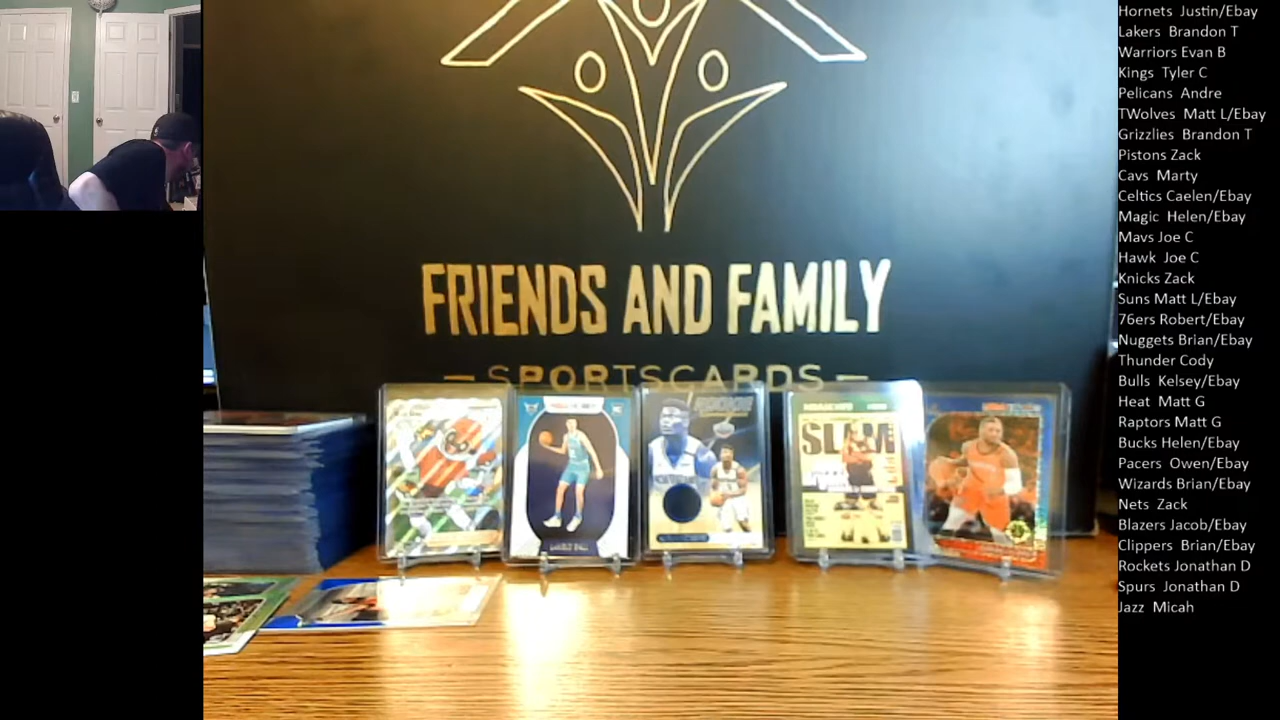 FRIENDS AND FAMILY
SPORTSCARDS
SLAM
Hornets Justin/Ebay
Lakers Brandon T
Warriors Evan B
Kings Tyler C
Pelicans Andre
TWolves Matt L/Ebay
Grizzlies Brandon T
Pistons Zack
Cavs Marty
Celtics Caelen/Ebay
Magic Helen/Ebay
Mavs Joe C
Hawk Joe C
Knicks Zack
Suns Matt L/Ebay
76ers Robert/Ebay
Nuggets Brian/Ebay
Thunder Cody
Bulls Kelsey/Ebay
Heat Matt G
Raptors Matt G
Bucks Helen/Ebay
Pacers Owen/Ebay
Wizards Brian/Ebay
Nets Zack
Blazers Jacob/Ebay
Clippers Brian/Ebay
Rockets Jonathan D
Spurs Jonathan D
Jazz Micah